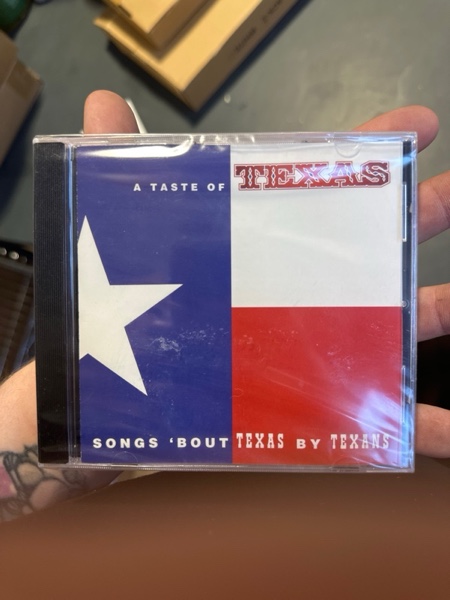 A TASTE OF TEXAS
SONGS ‘BOUT TEXAS BY TEXANS